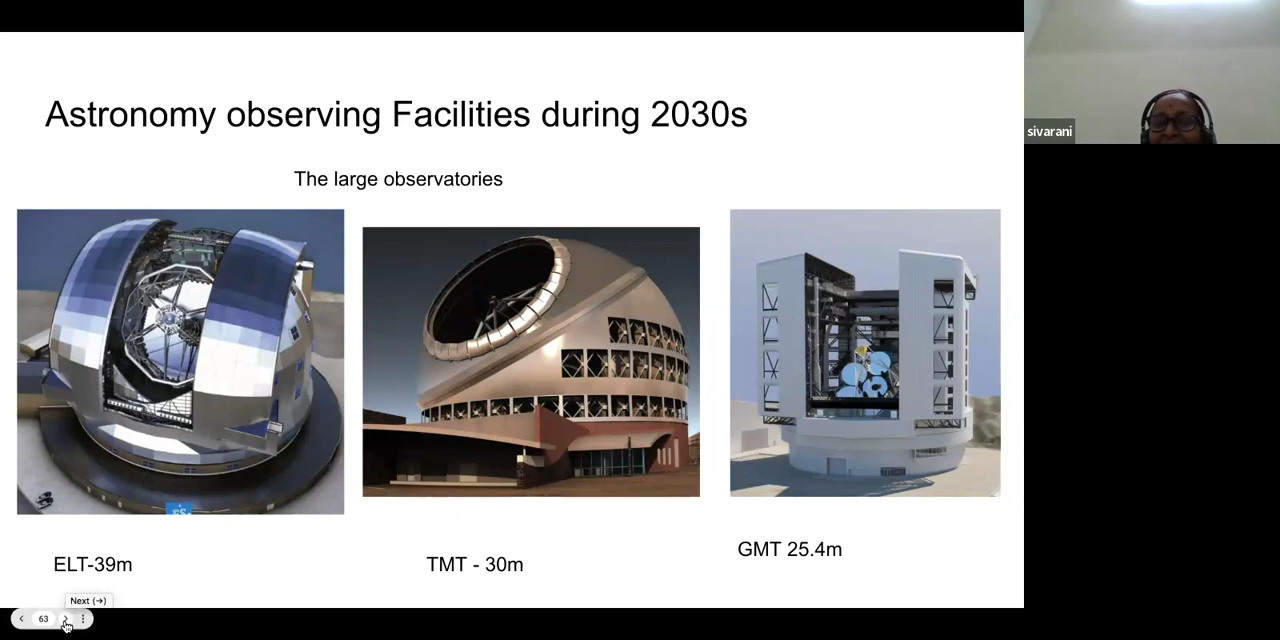 Astronomy observing Facilities during 2030s
The large observatories
ELT-39m
TMT - 30m
GMT 25.4m
sivarani
Next (→)
63